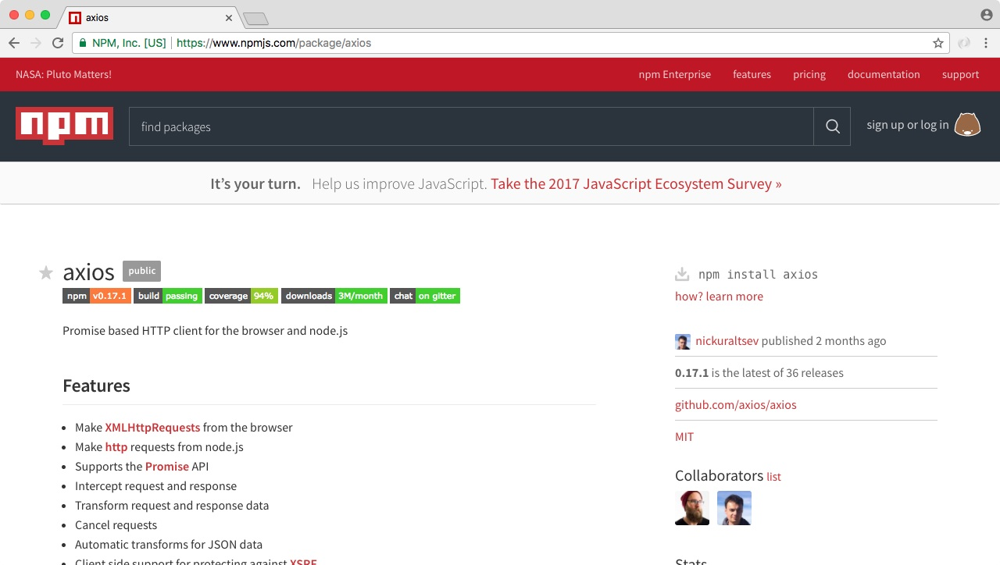 axios
NPM, Inc. [US] https://www.npmjs.com/package/axios
NASA: Pluto Matters! npm Enterprise features pricing documentation support
npm find packages sign up or log in
It's your turn. Help us improve JavaScript. Take the 2017 JavaScript Ecosystem Survey »
axios public
npm v0.17.1 build passing coverage 94% downloads 3M/month chat on gitter
Promise based HTTP client for the browser and node.js
Features
• Make XMLHttpRequests from the browser
• Make http requests from node.js
• Supports the Promise API
• Intercept request and response
• Transform request and response data
• Cancel requests
• Automatic transforms for JSON data
• Client side support for protecting against XSRF
npm install axios
how? learn more
nickuraltsev published 2 months ago
0.17.1 is the latest of 36 releases
github.com/axios/axios
MIT
Collaborators list
Stats